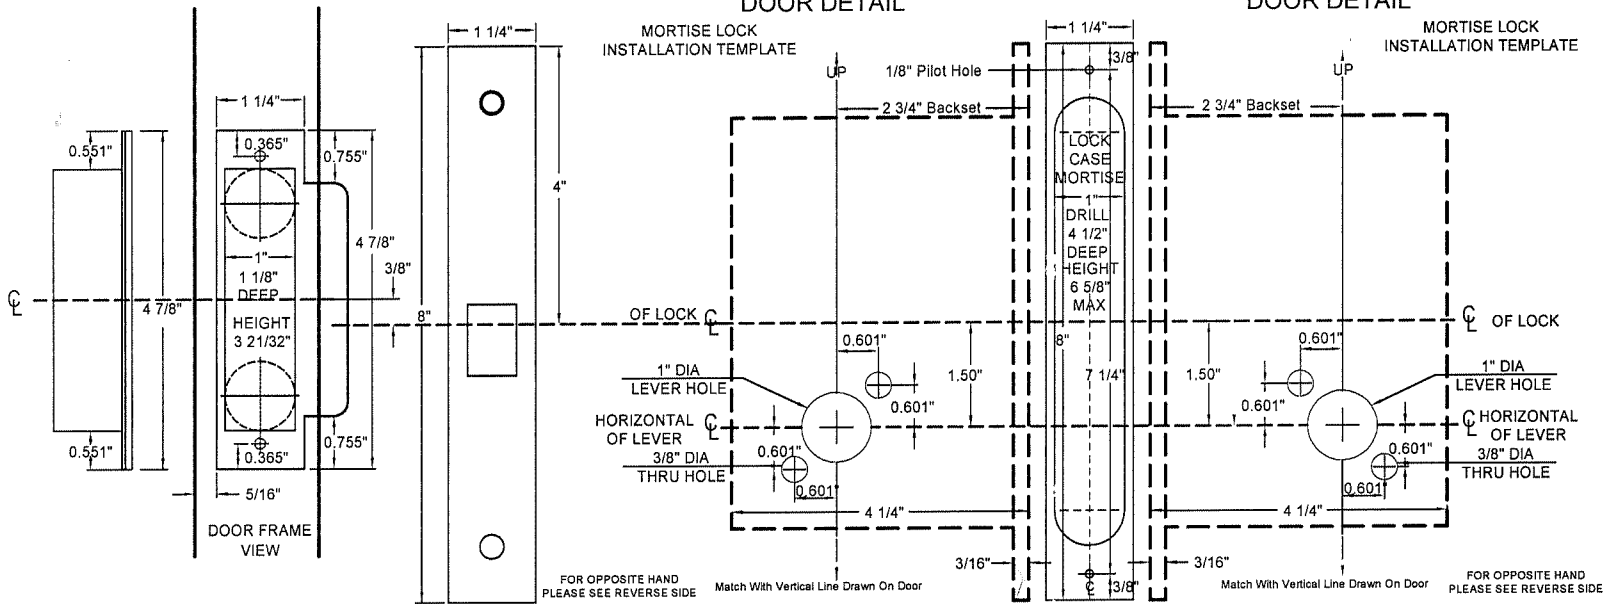 DOOR DETAIL
DOOR DETAIL
MORTISE LOCK
INSTALLATION TEMPLATE
MORTISE LOCK
INSTALLATION TEMPLATE
1 1/4"
1 1/4"
3/8"
UP
1/8" Pilot Hole
UP
1 1/4"
2 3/4" Backset
2 3/4" Backset
0.551"
0.365"
0.755"
4"
LOCK
CASE
MORTISE
1"
DRILL
4 1/2"
DEEP
HEIGHT
6 5/8"
MAX
4 7/8"
1"
1 1/8"
DEEP
3/8"
HEIGHT
3 21/32"
4 7/8"
8"
OF LOCK
OF LOCK
8"
0.601"
0.601"
1" DIA
LEVER HOLE
1.50"
7 1/4"
1.50"
1" DIA
LEVER HOLE
0.601"
0.601"
HORIZONTAL
OF LEVER
HORIZONTAL
OF LEVER
0.551"
0.365"
0.755"
0.601"
0.601"
3/8" DIA
THRU HOLE
3/8" DIA
THRU HOLE
0.601"
0.601"
5/16"
4 1/4"
4 1/4"
DOOR FRAME
VIEW
3/16"
3/16"
3/8"
FOR OPPOSITE HAND
PLEASE SEE REVERSE SIDE
Match With Vertical Line Drawn On Door
Match With Vertical Line Drawn On Door
FOR OPPOSITE HAND
PLEASE SEE REVERSE SIDE